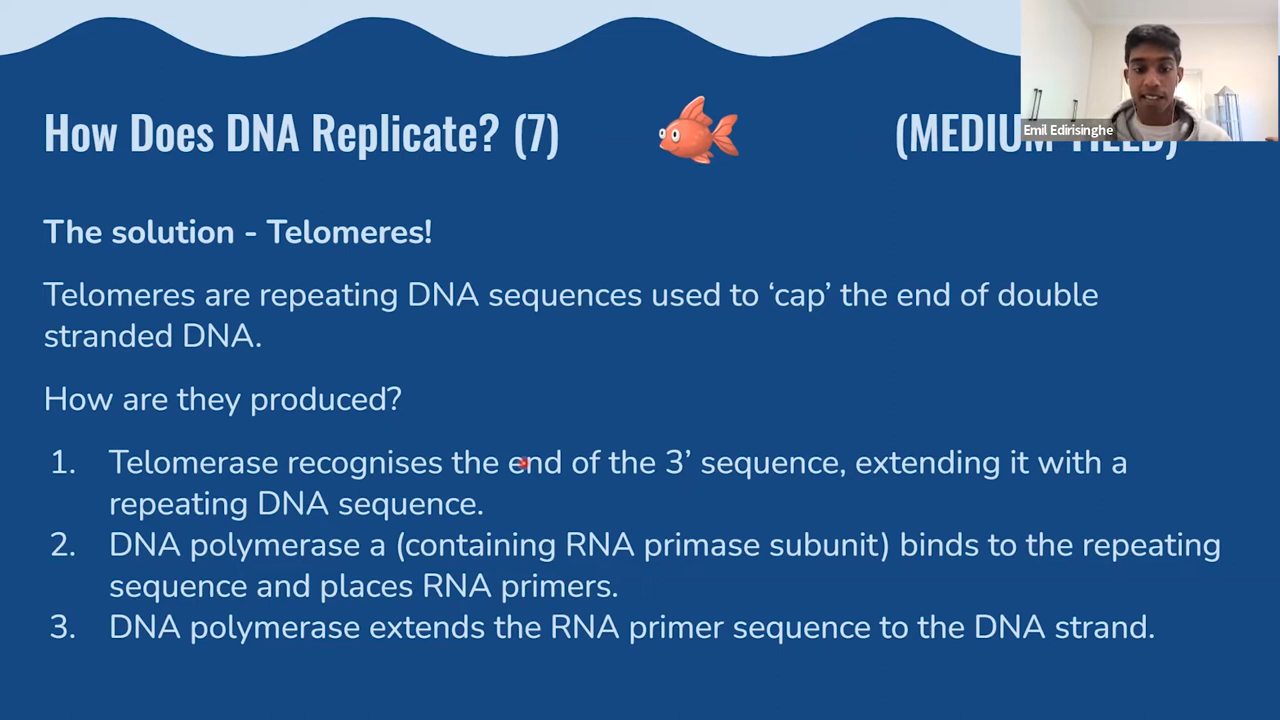 How Does DNA Replicate? (7)
Emil Edirisinghe
The solution - Telomeres!
Telomeres are repeating DNA sequences used to ‘cap’ the end of double
stranded DNA.
How are they produced?
1. Telomerase recognises the end of the 3’ sequence, extending it with a
repeating DNA sequence.
2. DNA polymerase a (containing RNA primase subunit) binds to the repeating
sequence and places RNA primers.
3. DNA polymerase extends the RNA primer sequence to the DNA strand.